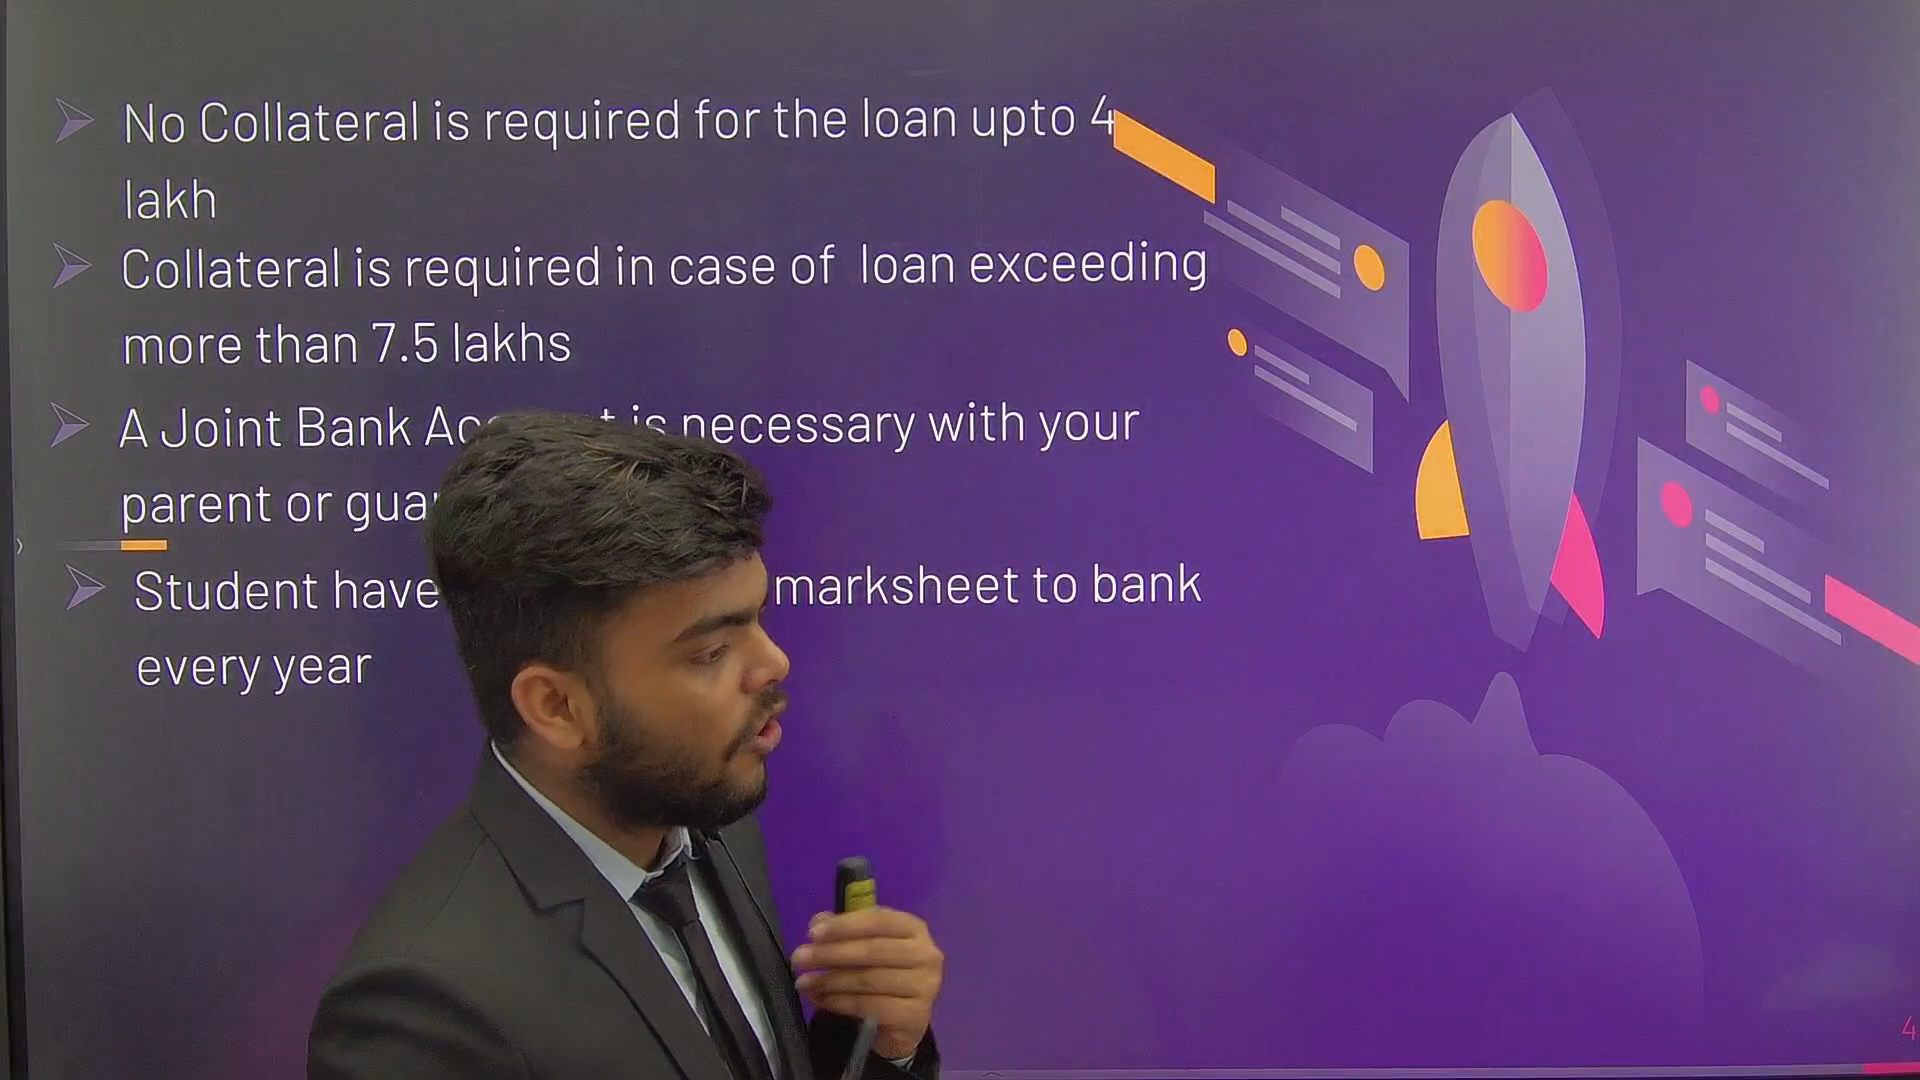 No Collateral is required for the loan upto 4
lakh
Collateral is required in case of loan exceeding
more than 7.5 lakhs
A Joint Bank is necessary with your
parent or
Student have marksheet to bank
every year
4